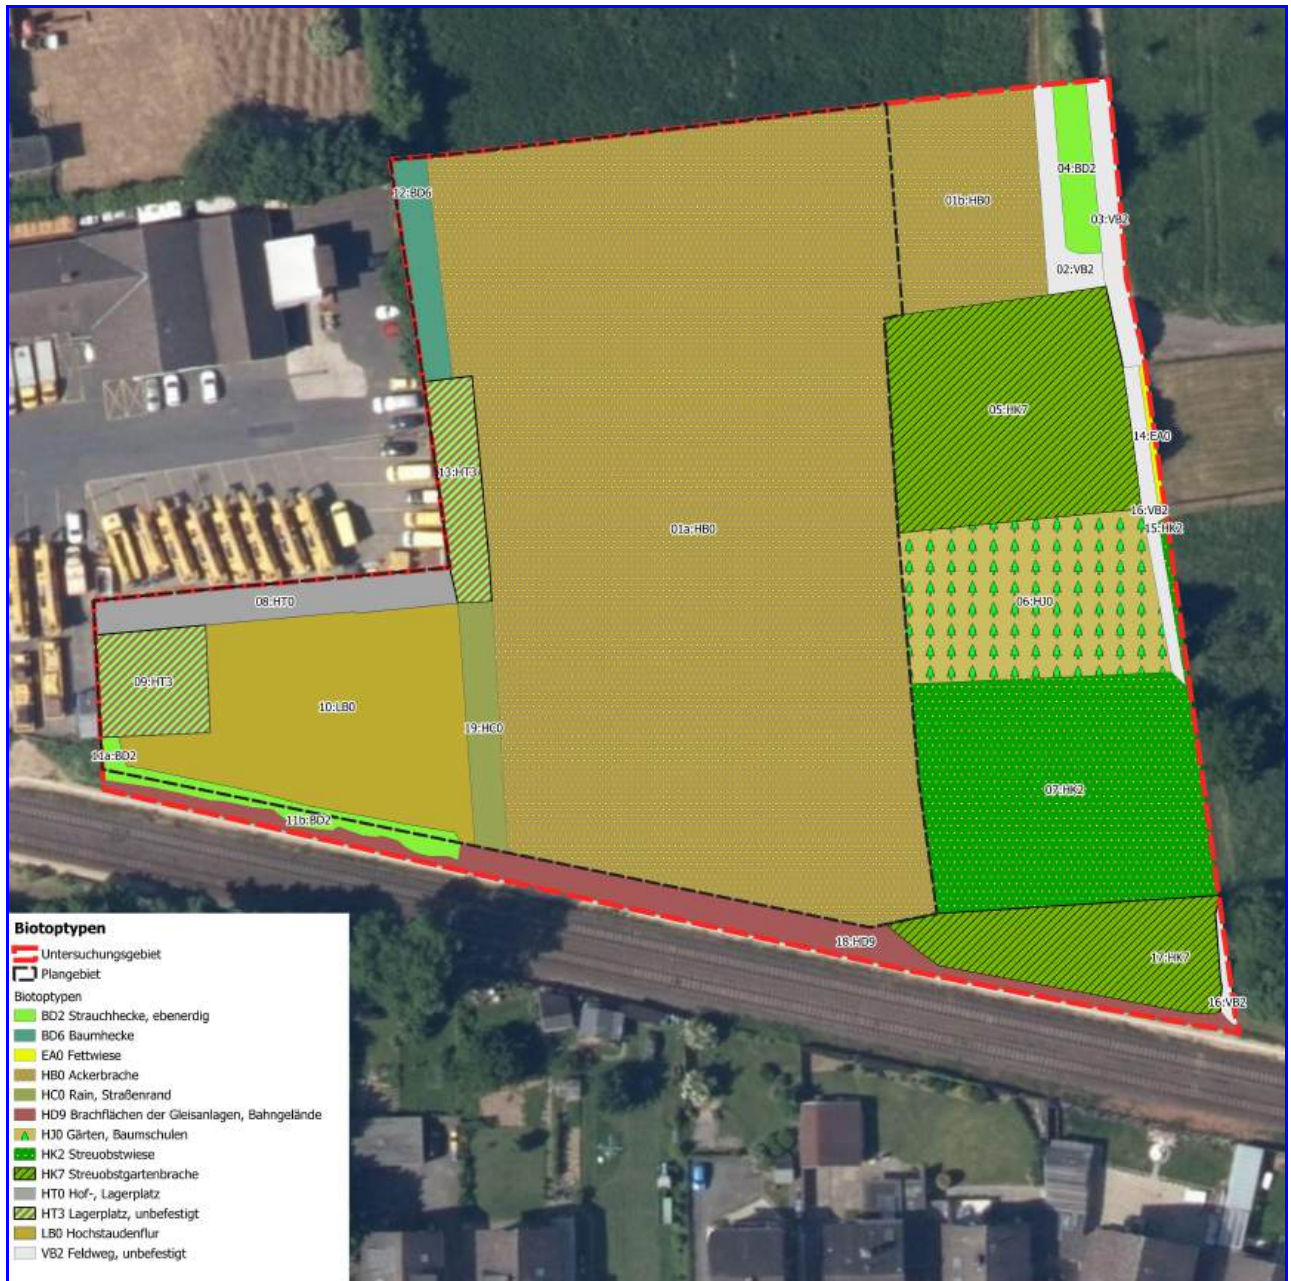 12:BD6
04:BD2
01b:HB0
03:VB2
02:VB2
05:HK7
14:EA0
13:HT3
01a:HB0
16:VB2
15:HK2
08:HT0
06:HJ0
09:HT3
10:LB0
19:HC0
11a:BD2
07:HK2
11b:BD2
18:HD9
17:HK7
16:VB2
Biotoptypen
Untersuchungsgebiet
Plangebiet
Biotoptypen
BD2 Strauchhecke, ebenerdig
BD6 Baumhecke
EA0 Fettwiese
HB0 Ackerbrache
HC0 Rain, Straßenrand
HD9 Brachflächen der Gleisanlagen, Bahngelände
HJ0 Gärten, Baumschulen
HK2 Streuobstwiese
HK7 Streuobstgartenbrache
HT0 Hof-, Lagerplatz
HT3 Lagerplatz, unbefestigt
LB0 Hochstaudenflur
VB2 Feldweg, unbefestigt